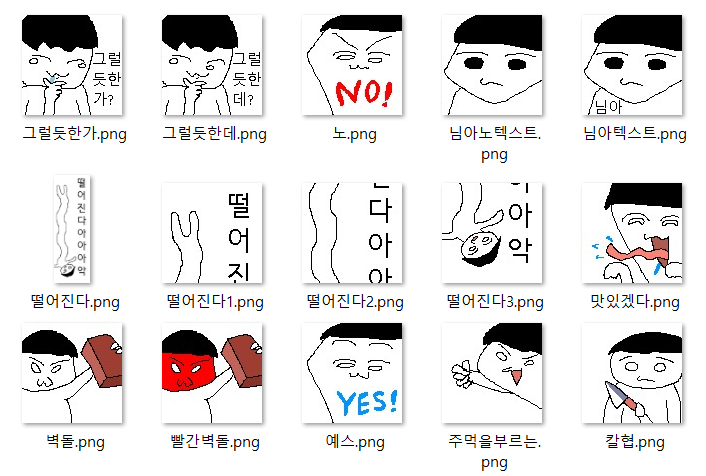 그럴
듯한
가?
그럴
듯한
데?
NO!
님아
그럴듯한가.png
그럴듯한데.png
노.png
님아노텍스트.
png
님아텍스트.png
떨어진다아아아악
떨어진
다아아
아아악
떨어진다.png
떨어진다1.png
떨어진다2.png
떨어진다3.png
맛있겠다.png
YES!
벽돌.png
빨간벽돌.png
예스.png
주먹을부르는.
png
칼협.png